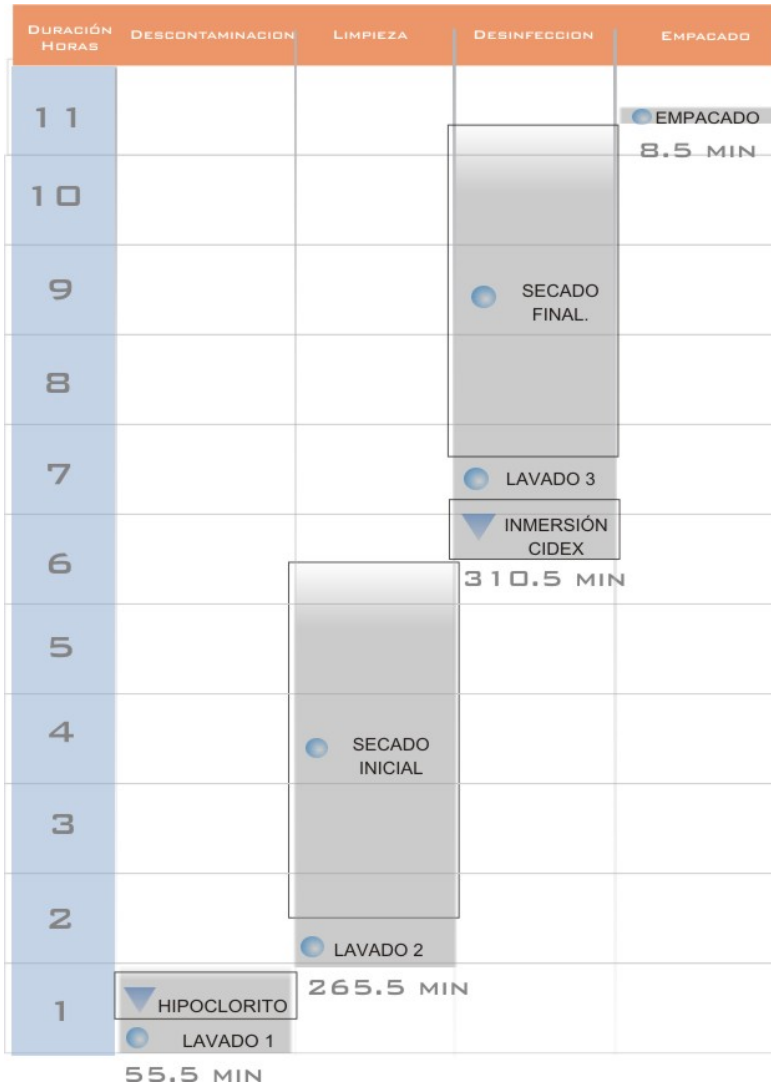 DURACIÓN
HORAS
DESCONTAMINACION
LIMPIEZA
DESINFECCION
EMPACADO
11
EMPACADO
8.5 MIN
10
9
SECADO
FINAL.
8
7
LAVADO 3
INMERSIÓN
CIDEX
6
310.5 MIN
5
4
SECADO
INICIAL
3
2
LAVADO 2
265.5 MIN
1
HIPOCLORITO
LAVADO 1
55.5 MIN